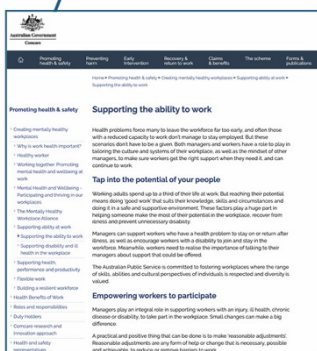 Australian Government
Comcare
Promoting health & safety
Preventing harm
Early intervention
Recovery & return to work
Claims & benefits
The scheme
Forms & publications
Home • Promoting health & safety • Creating mentally healthy workplaces • Supporting ability at work •
Supporting the ability to work
Promoting health & safety
Creating mentally healthy
workplaces
Why is work health important?
Healthy worker
Working together: Promoting
mental health and wellbeing at
work
Mental Health and Wellbeing -
Participating and thriving in our
workplaces
The Mentally Healthy
Workplace Alliance
Supporting ability at work
Supporting the ability to work
Supporting disability and ill
health in the workplace
Supporting health,
performance and productivity
Flexible work
Building a resilient workforce
Health Benefits of Work
Roles and responsibilities
Duty Holders
Comcare research and
innovation approach
Health and safety
representatives
Supporting the ability to work
Health problems force many to leave the workforce far too early, and often those
with a reduced capacity to work don't manage to stay employed. But these
scenarios don't have to be a given. Both managers and workers have a role to play in
tailoring the culture and systems of their workplace, as well as the mindset of other
managers, to make sure workers get the right support when they need it, and can
continue to work.
Tap into the potential of your people
Working adults spend up to a third of their life at work. But reaching their potential
means doing 'good work' that suits their knowledge, skills and circumstances and
doing it in a safe and supportive environment. These factors play a huge part in
helping someone make the most of their potential in the workplace, recover from
illness and prevent unnecessary disability.
Managers can support workers who have a health problem to stay on or return after
illness, as well as encourage workers with a disability to join and stay in the
workforce. Meanwhile, workers need to realise the importance of talking to their
managers about support that could be offered.
The Australian Public Service is committed to fostering workplaces where the range
of skills, abilities and cultural perspectives of individuals is respected and diversity is
valued.
Empowering workers to participate
Managers play an integral role in supporting workers with an injury, ill health, chronic
disease or disability to take part in the workplace. Small changes can make a big
difference.
A practical and positive thing that can be done is to make 'reasonable adjustments'.
Reasonable adjustments are any form of help or change that is necessary, possible
and achievable, to reduce or remove barriers to work.